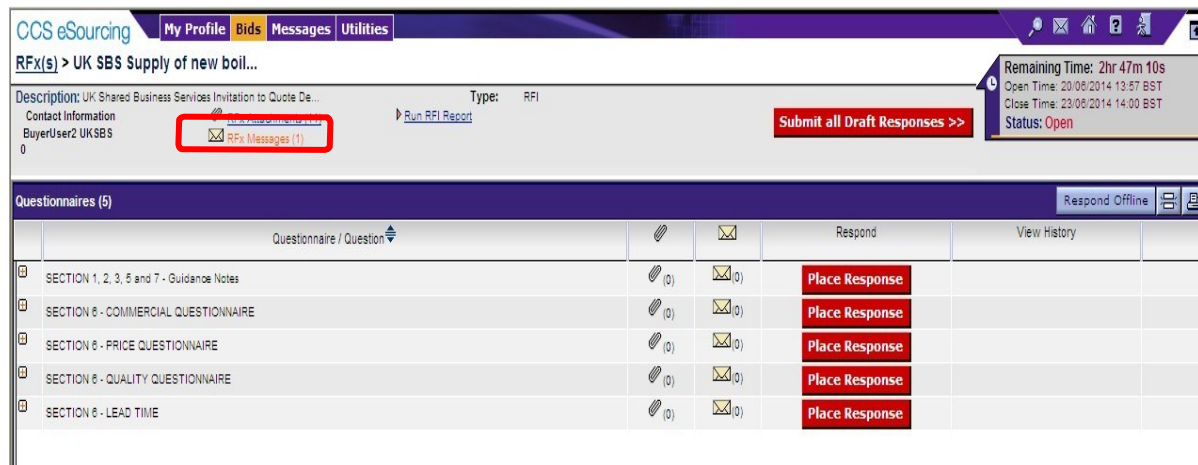 CCS eSourcing
My Profile Bids Messages Utilities
RFx(s) > UK SBS Supply of new boil...
Remaining Time: 2hr 47m 10s
Open Time: 20/06/2014 13:57 BST
Close Time: 23/06/2014 14:00 BST
Status: Open
Description: UK Shared Business Services Invitation to Quote De...
Type: RFI
Contact Information
RFx Attachments (11)
Run RFI Report
BuyerUser2 UKSBS
RFx Messages (1)
0
Submit all Draft Responses >>
Questionnaires (5)
Respond Offline
Questionnaire / Question
Respond
View History
SECTION 1, 2, 3, 5 and 7 - Guidance Notes
(0)
(0)
Place Response
SECTION 6 - COMMERCIAL QUESTIONNAIRE
(0)
(0)
Place Response
SECTION 6 - PRICE QUESTIONNAIRE
(0)
(0)
Place Response
SECTION 6 - QUALITY QUESTIONNAIRE
(0)
(0)
Place Response
SECTION 6 - LEAD TIME
(0)
(0)
Place Response